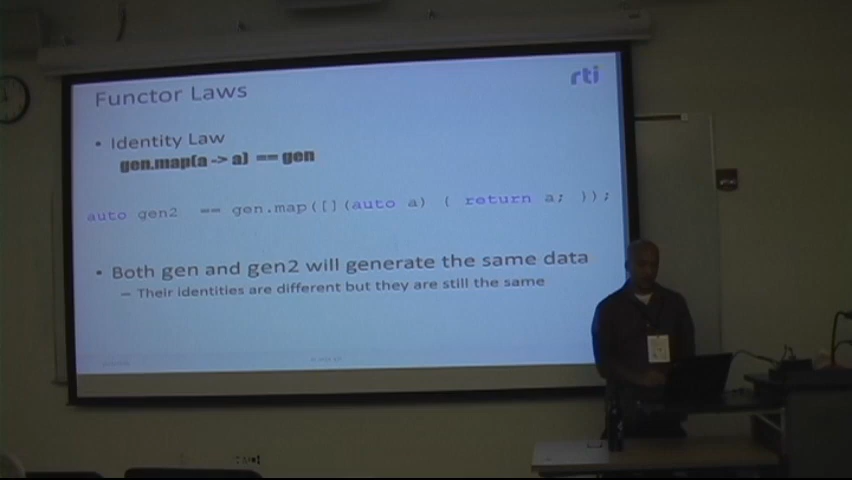 Functor Laws
rti
• Identity Law
gen.map(a -> a) == gen
auto gen2 == gen.map([](auto a) { return a; });
• Both gen and gen2 will generate the same data
– Their identities are different but they are still the same